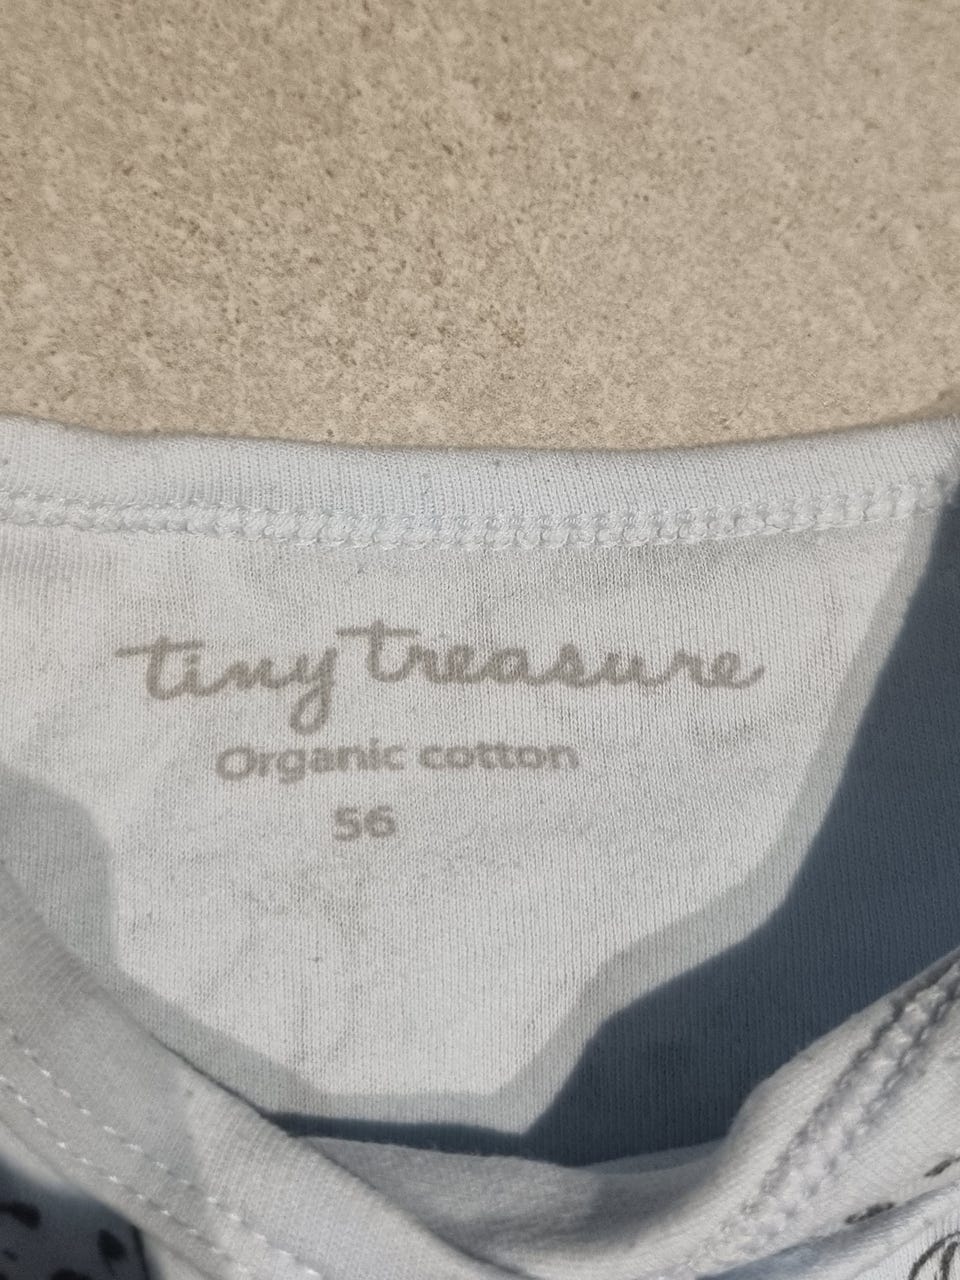 tiny treasure
Organic cotton
56